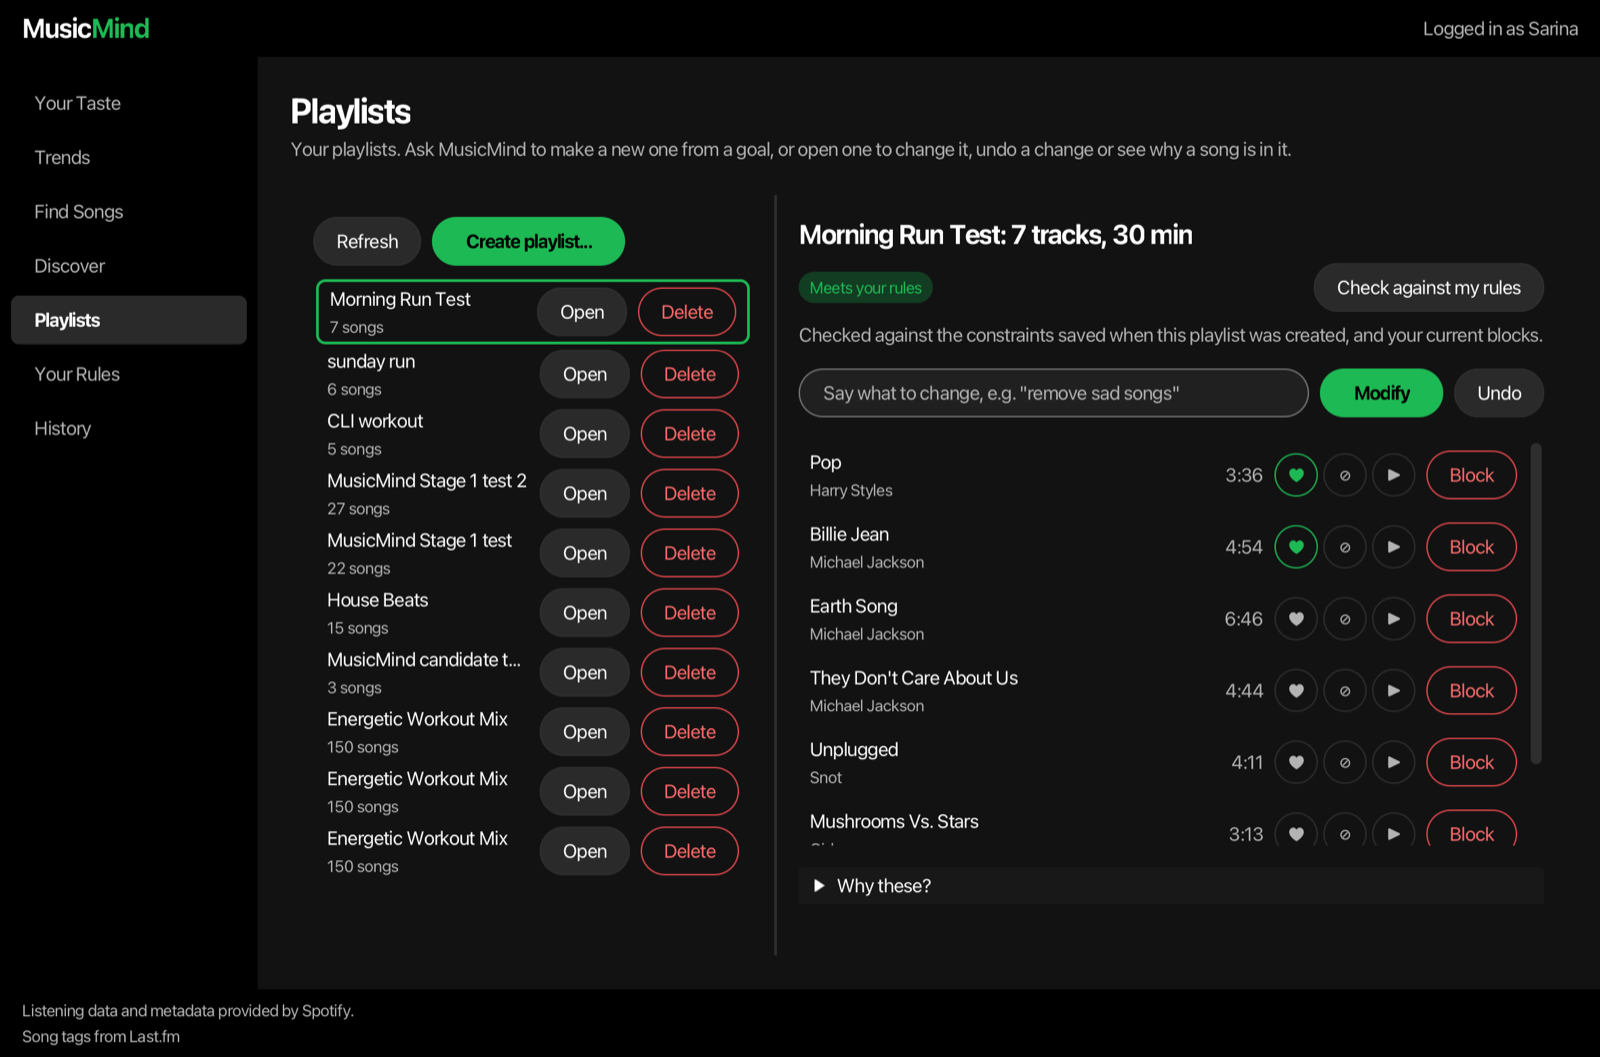 MusicMind
Logged in as Sarina
Your Taste
Trends
Find Songs
Discover
Playlists
Your Rules
History
Playlists
Your playlists. Ask MusicMind to make a new one from a goal, or open one to change it, undo a change or see why a song is in it.
Refresh
Create playlist...
Morning Run Test
7 songs
Open
Delete
sunday run
6 songs
Open
Delete
CLI workout
5 songs
Open
Delete
MusicMind Stage 1 test 2
27 songs
Open
Delete
MusicMind Stage 1 test
22 songs
Open
Delete
House Beats
15 songs
Open
Delete
MusicMind candidate t...
3 songs
Open
Delete
Energetic Workout Mix
150 songs
Open
Delete
Energetic Workout Mix
150 songs
Open
Delete
Energetic Workout Mix
150 songs
Open
Delete
Morning Run Test: 7 tracks, 30 min
Meets your rules
Check against my rules
Checked against the constraints saved when this playlist was created, and your current blocks.
Say what to change, e.g. "remove sad songs"
Modify
Undo
Pop
Harry Styles
3:36
Block
Billie Jean
Michael Jackson
4:54
Block
Earth Song
Michael Jackson
6:46
Block
They Don't Care About Us
Michael Jackson
4:44
Block
Unplugged
Snot
4:11
Block
Mushrooms Vs. Stars
3:13
Block
Why these?
Listening data and metadata provided by Spotify.
Song tags from Last.fm